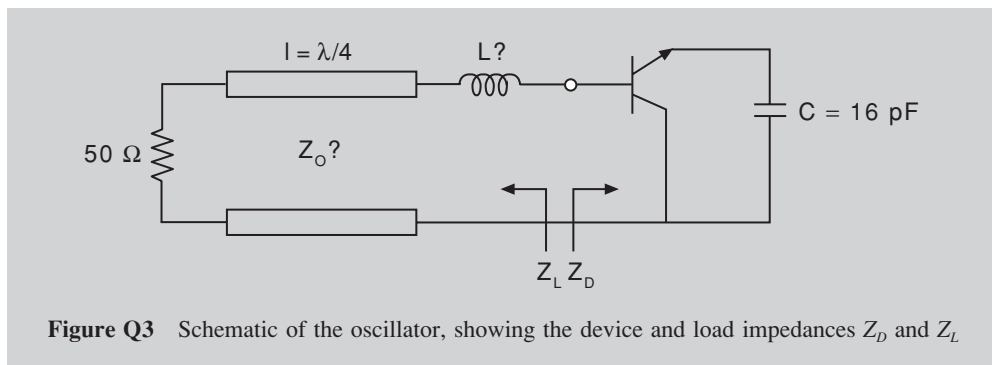 l = λ/4
L?
50 Ω
Z_O?
C = 16 pF
Z_L Z_D
Figure Q3 Schematic of the oscillator, showing the device and load impedances Z_D and Z_L